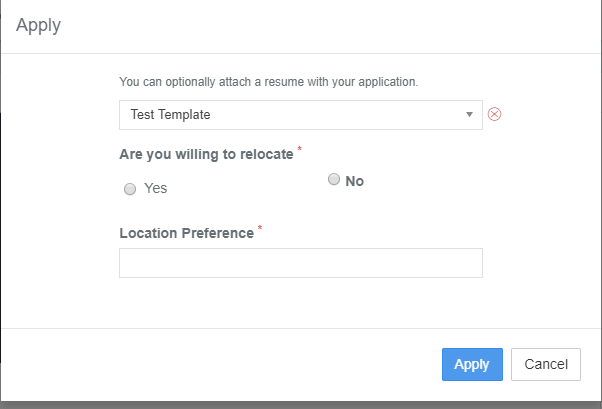 Apply
You can optionally attach a resume with your application.
Test Template
Are you willing to relocate *
Yes No
Location Preference *
Apply Cancel